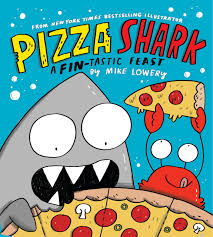 FROM NEW YORK TIMES BESTSELLING ILLUSTRATOR
PIZZA SHARK
A FIN-TASTIC FEAST
BY MIKE LOWERY